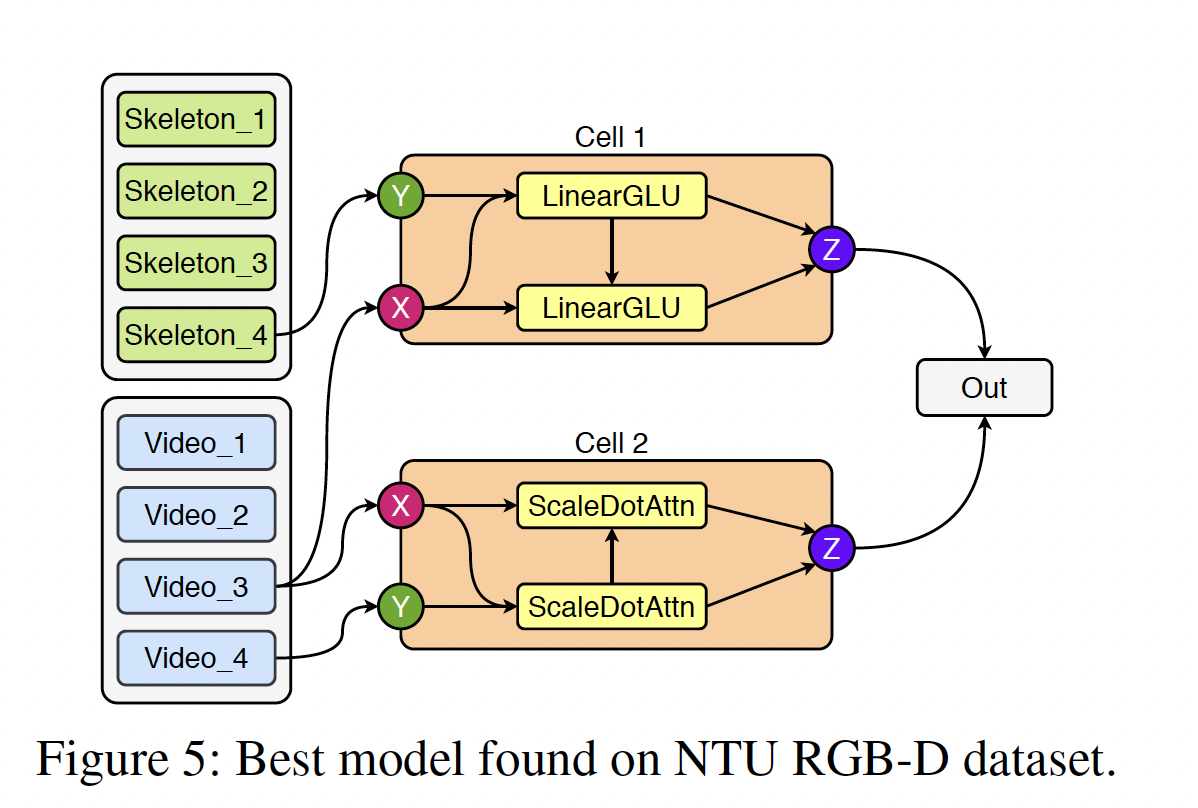 Skeleton_1
Skeleton_2
Skeleton_3
Skeleton_4
Video_1
Video_2
Video_3
Video_4
Cell 1
Y
X
LinearGLU
LinearGLU
Z
Cell 2
X
Y
ScaleDotAttn
ScaleDotAttn
Z
Out
Figure 5: Best model found on NTU RGB-D dataset.